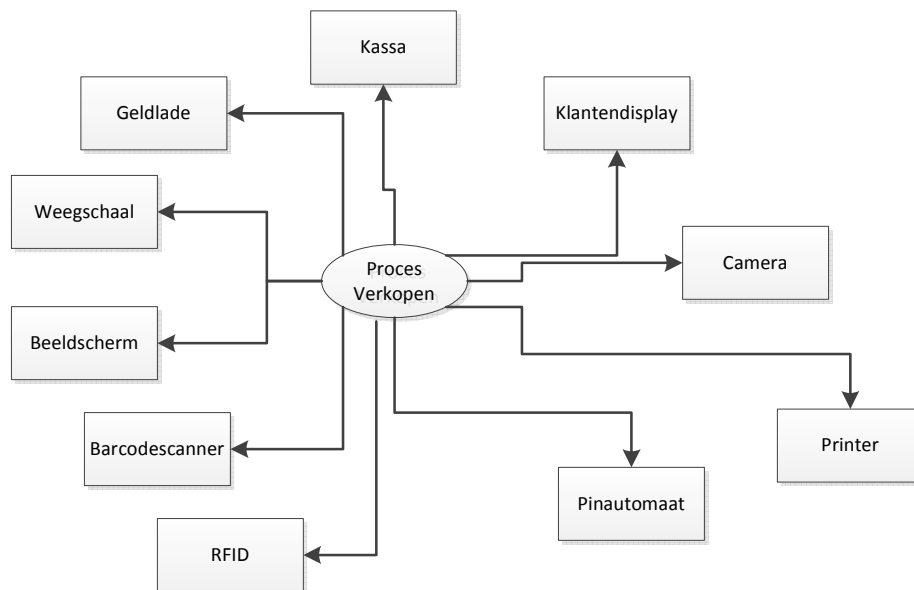 Kassa
Geldlade
Klantendisplay
Weegschaal
Camera
Proces
Verkopen
Beeldscherm
Barcodescanner
Printer
Pinautomaat
RFID